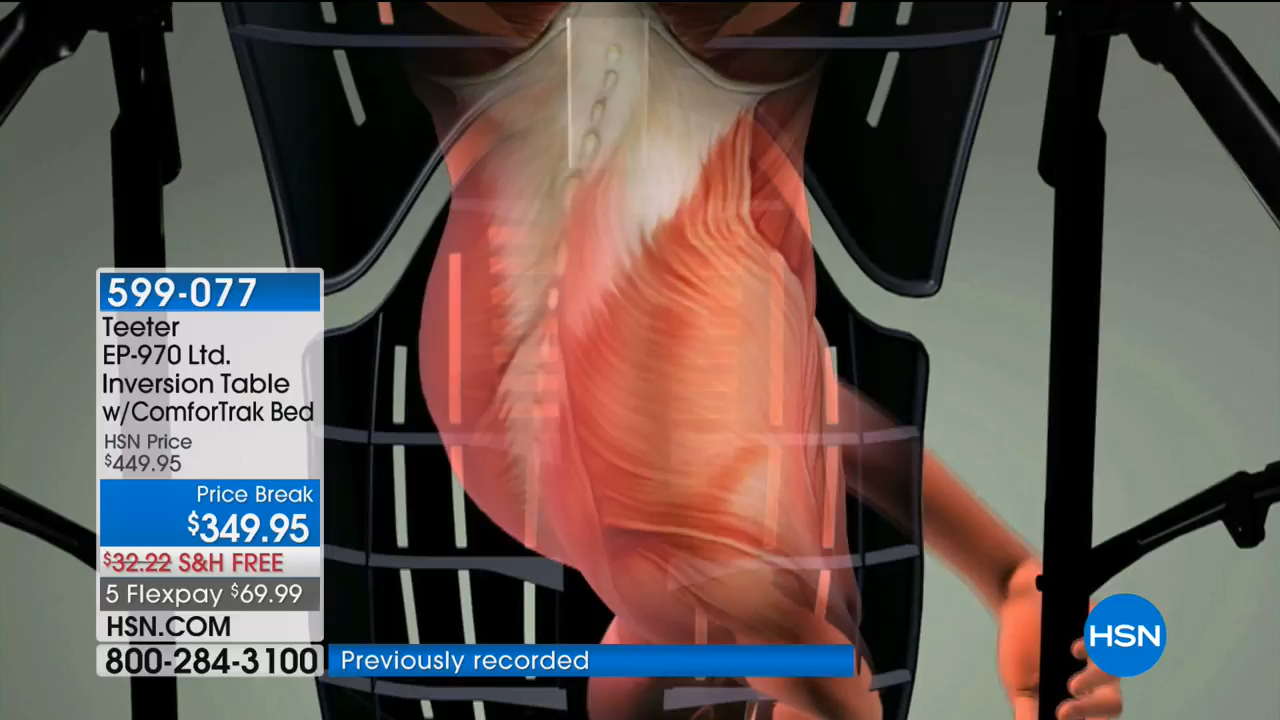 599-077
Teeter
EP-970 Ltd.
Inversion Table
w/ComforTrak Bed
HSN Price
$449.95
Price Break
$349.95
$32.22 S&H FREE
5 Flexpay $69.99
HSN.COM
800-284-3100
Previously recorded
HSN